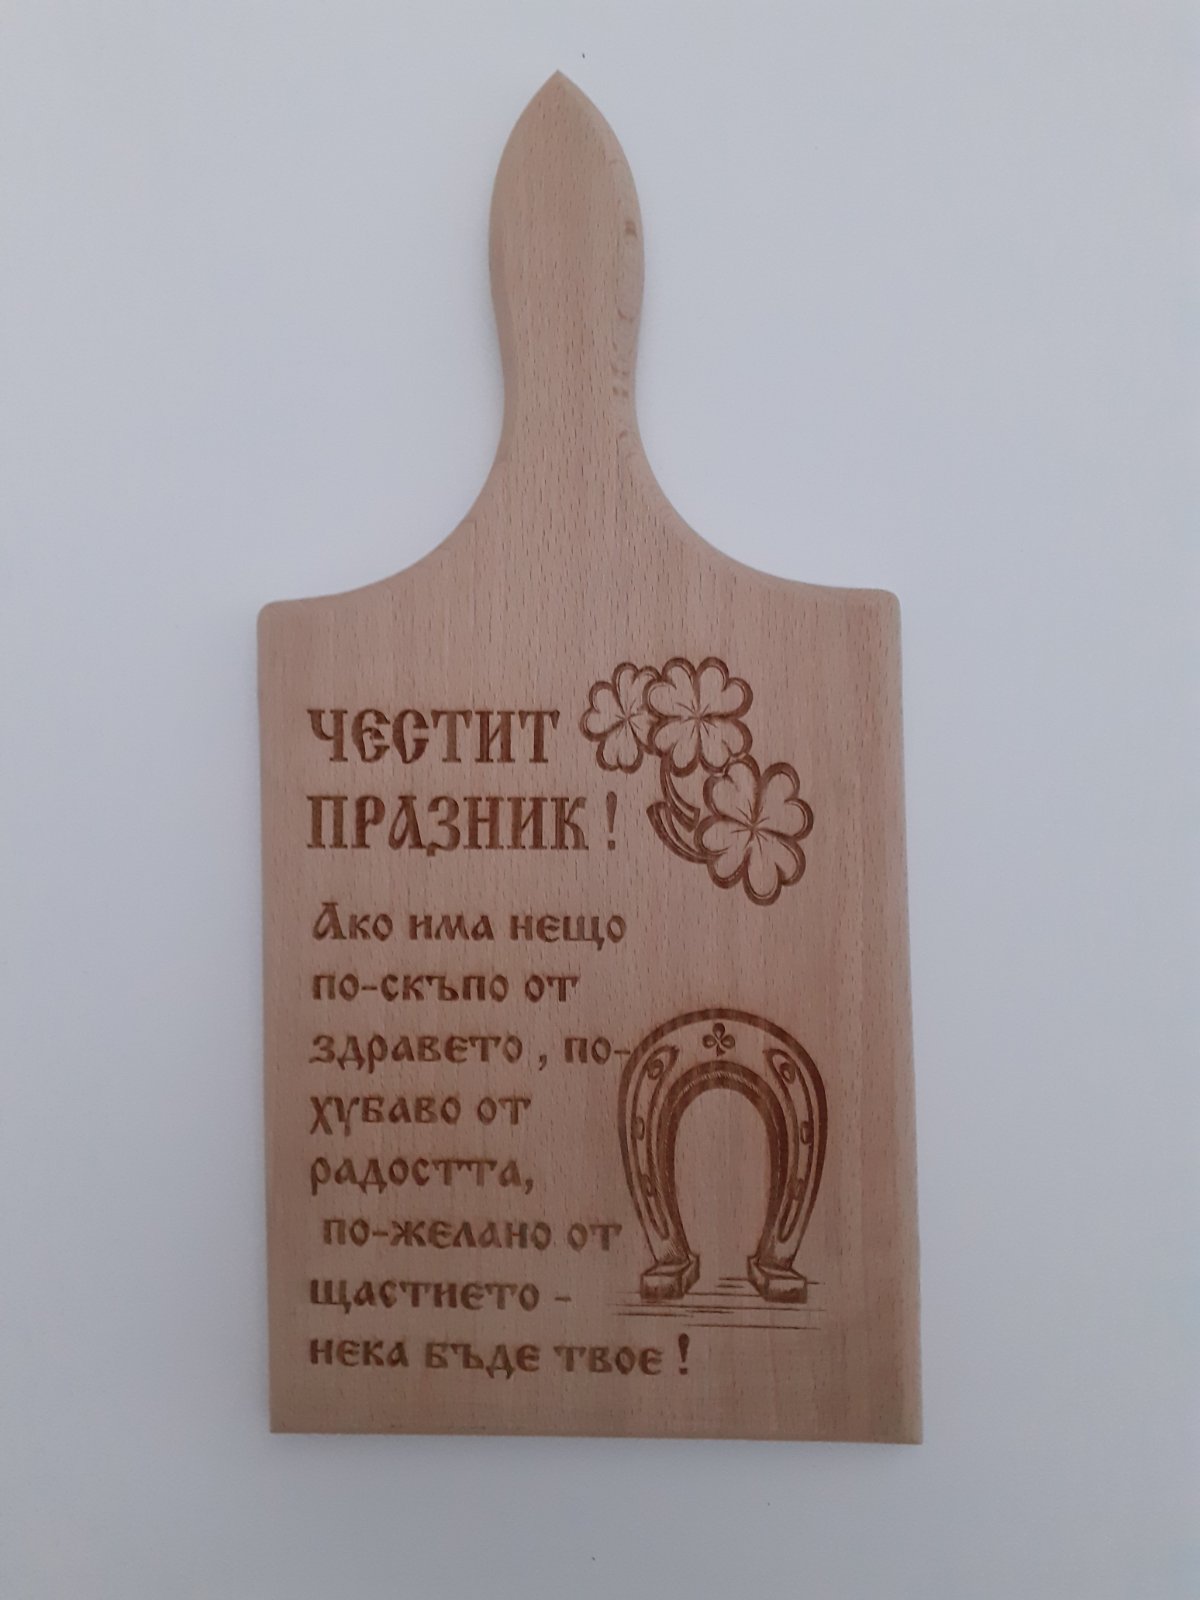 ЧЕСТИТ
ПРАЗНИК !
Ако има нещо
по-скъпо от
здравето , по-
хубаво от
радостта,
по-желано от
щастието -
нека бъде твое !